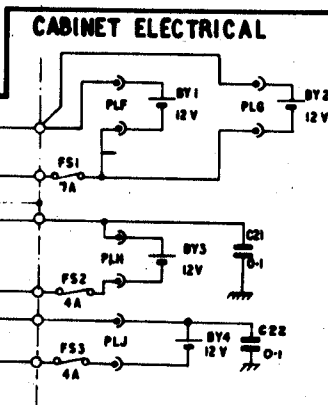 CABINET ELECTRICAL
BY1
BY2
PLF
PLG
12V
12V
FS1
7A
C21
PLH
BY3
0·1
12V
FS2
4A
PLJ
BY4
C22
FS3
12V
0·1
4A